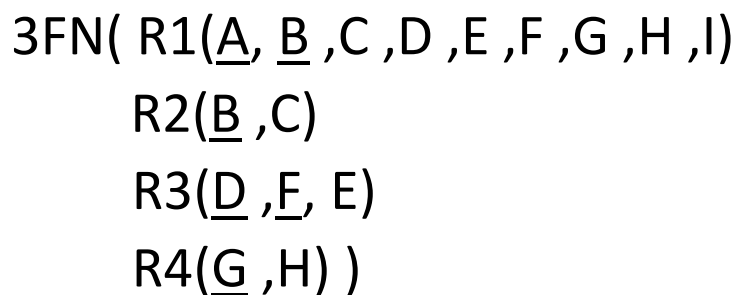 3FN( R1(A, B ,C ,D ,E ,F ,G ,H ,I)
R2(B ,C)
R3(D ,F, E)
R4(G ,H) )